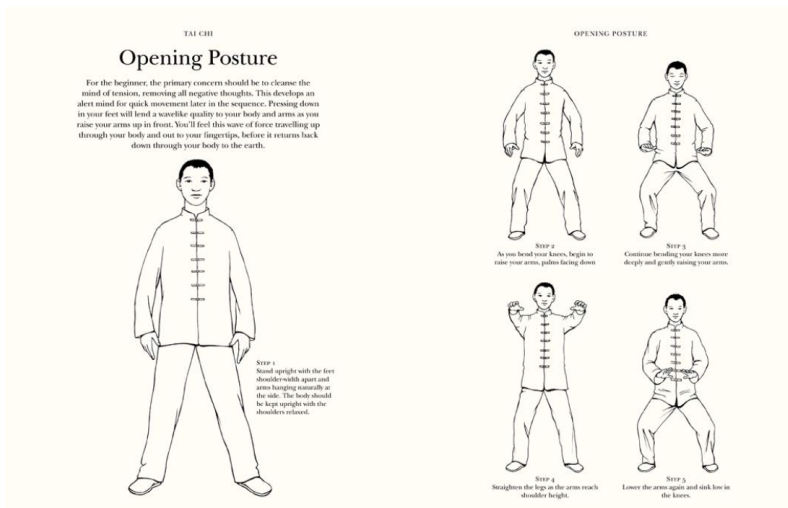 TAI CHI
Opening Posture
For the beginner, the primary concern should be to cleanse the
mind of tension, removing all negative thoughts. This develops an
alert mind for quick movement later in the sequence. Pressing down
in your feet will lend a wavelike quality to your body and arms as you
raise your arms up in front. You'll feel this wave of force travelling up
through your body and out to your fingertips, before it returns back
down through your body to the earth.
STEP 1
Stand upright with the feet
shoulder-width apart and
arms hanging naturally at
the side. The body should
be kept upright with the
shoulders relaxed.
OPENING POSTURE
STEP 2
As you bend your knees, begin to
raise your arms, palms facing down
STEP 3
Continue bending your knees more
deeply and gently raising your arms.
STEP 4
Straighten the legs as the arms reach
shoulder height.
STEP 5
Lower the arms again and sink low in
the knees.